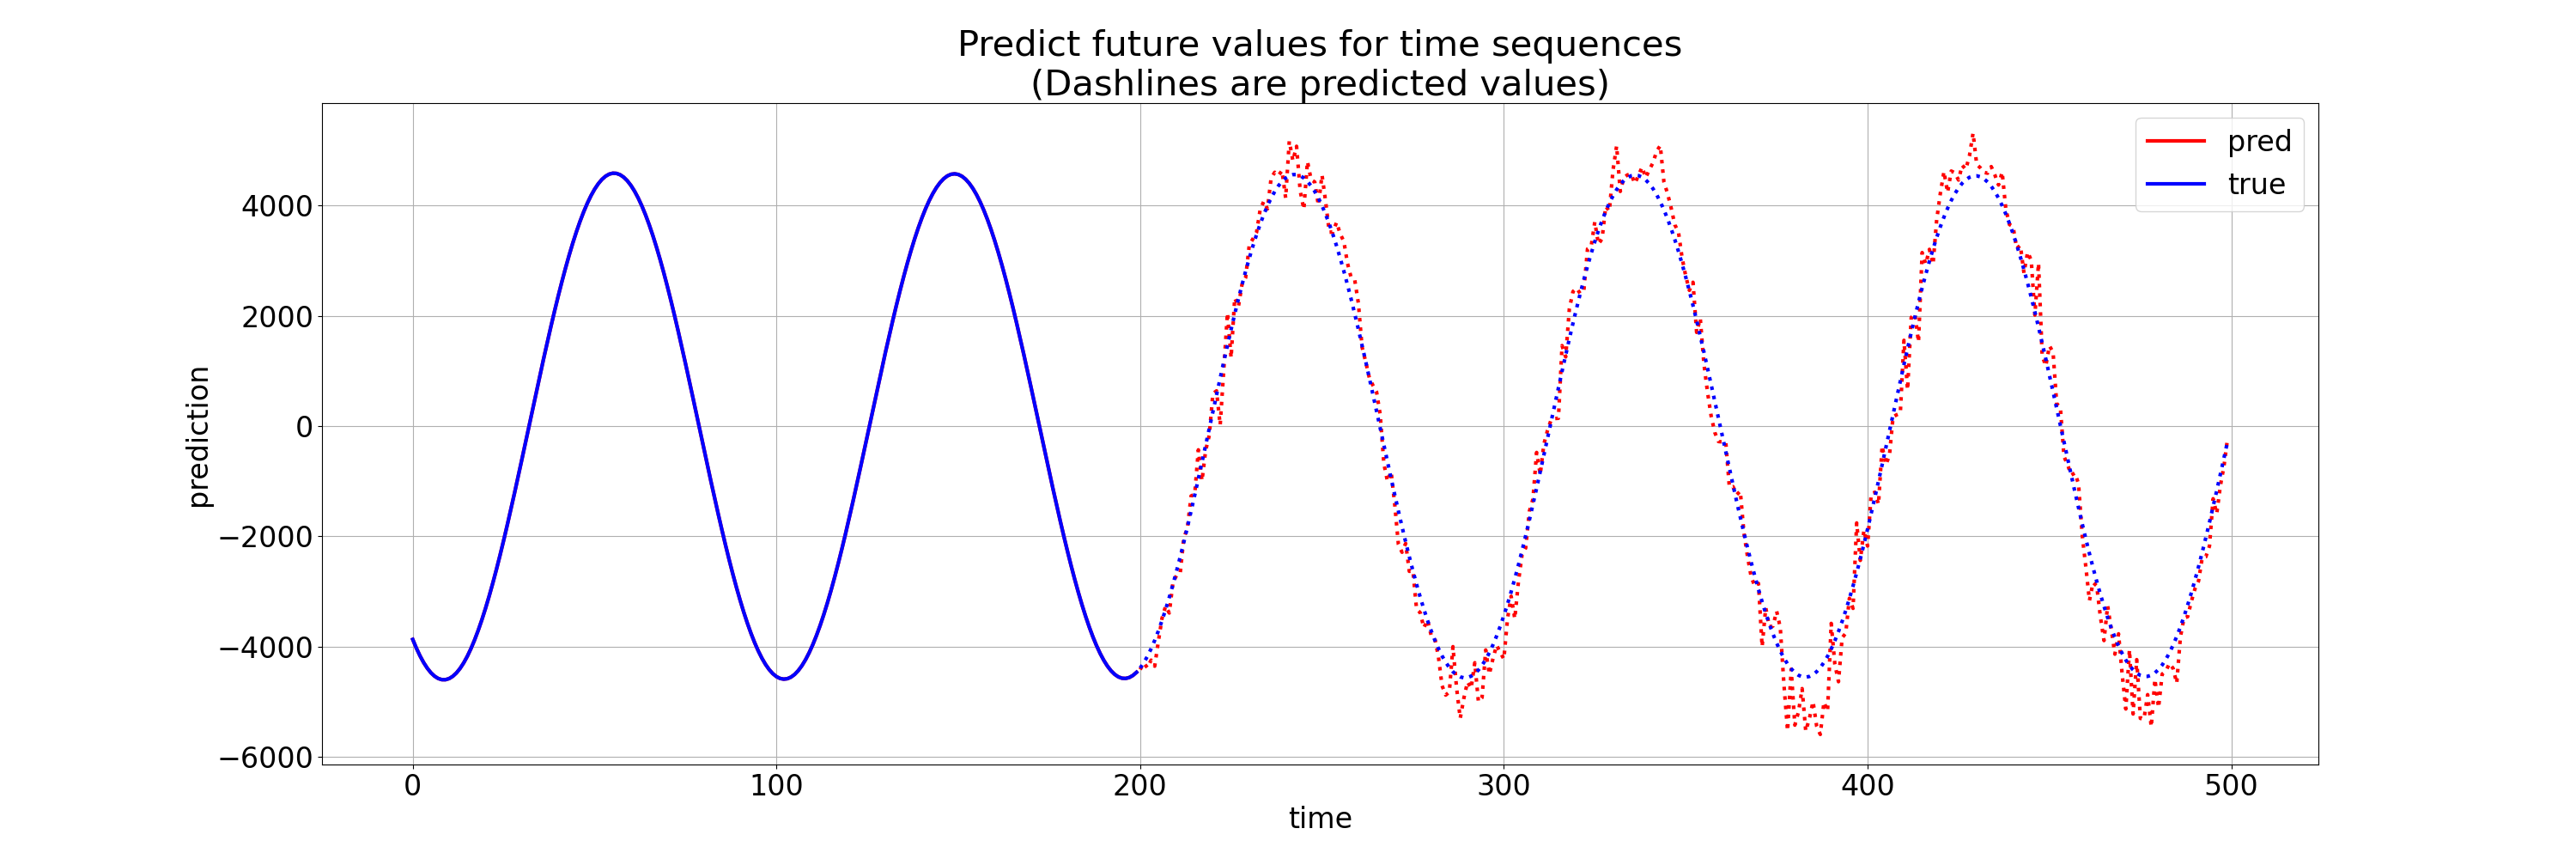 Predict future values for time sequences
(Dashlines are predicted values)
pred
true
4000
2000
0
−2000
−4000
−6000
prediction
0 100 200 300 400 500
time